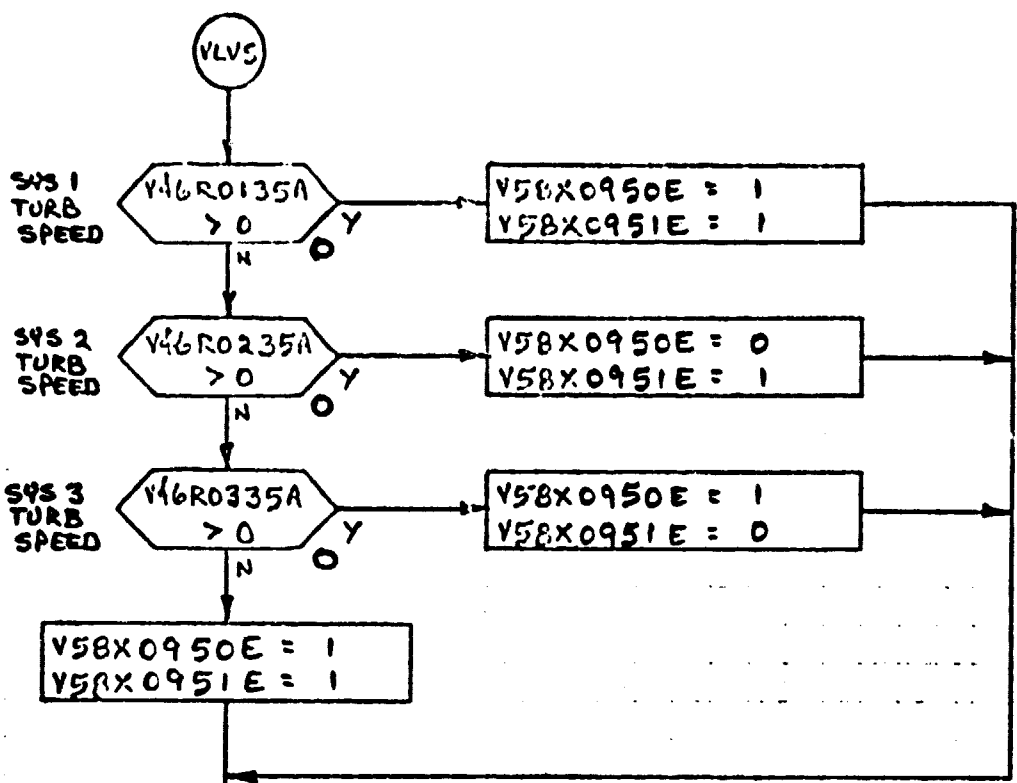 VLVS
SYS 1
TURB
SPEED
V46R0135A
> 0
Y
O
N
V58X0950E = 1
V58X0951E = 1
SYS 2
TURB
SPEED
V46R0235A
> 0
Y
O
N
V58X0950E = 0
V58X0951E = 1
SYS 3
TURB
SPEED
V46R0335A
> 0
Y
O
N
V58X0950E = 1
V58X0951E = 0
V58X0950E = 1
V58X0951E = 1